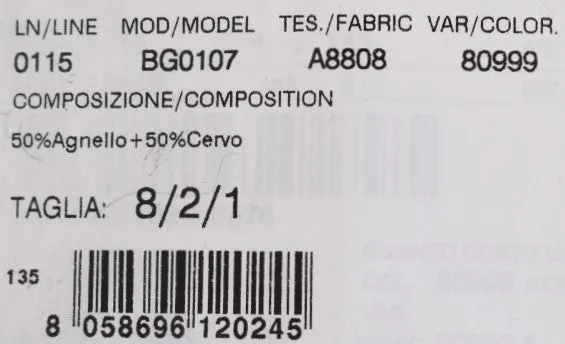 LN/LINE MOD/MODEL TES./FABRIC VAR/COLOR.
0115 BG0107 A8808 80999
COMPOSIZIONE/COMPOSITION
50%Agnello+50%Cervo
TAGLIA: 8/2/1
135
8 058696 120245